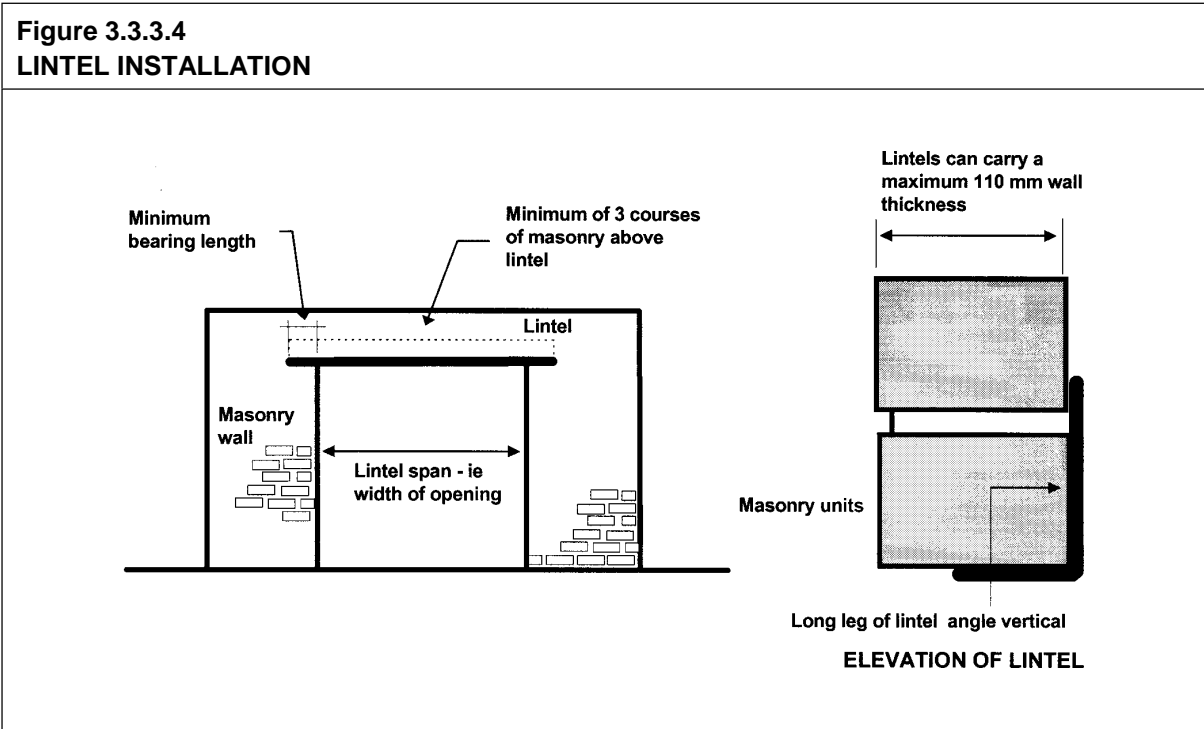 Figure 3.3.3.4
LINTEL INSTALLATION
Lintels can carry a
maximum 110 mm wall
thickness
Minimum
bearing length
Minimum of 3 courses
of masonry above
lintel
Lintel
Masonry
wall
Lintel span - ie
width of opening
Masonry units
Long leg of lintel angle vertical
ELEVATION OF LINTEL